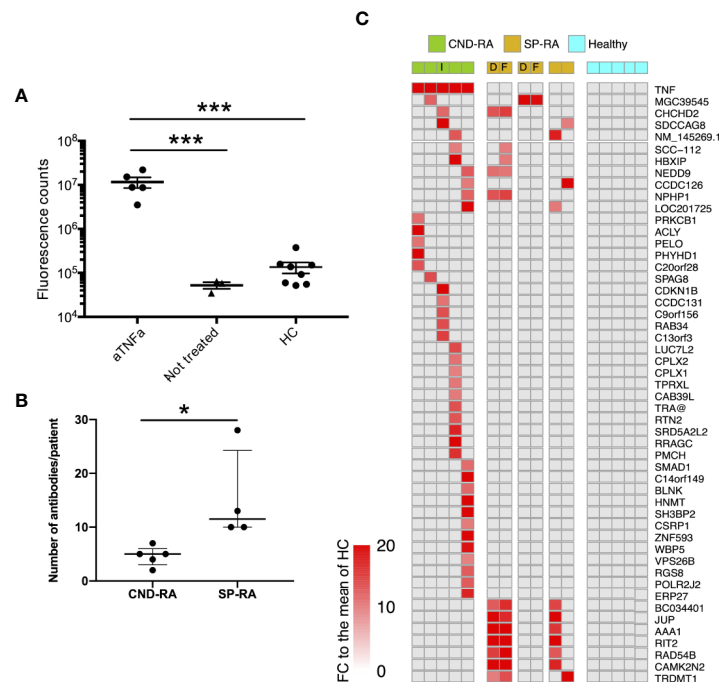 C
CND-RA
SP-RA
Healthy
I
D F
D F
A
***
***
10^8
10^7
10^6
10^5
10^4
Fluorescence counts
aTNFa
Not treated
HC
B
*
30
20
10
0
Number of antibodies/patient
CND-RA
SP-RA
20
10
0
FC to the mean of HC
TNF
MGC39545
CHCHD2
SDCCAG8
NM_145269.1
SCC-112
HBXIP
NEDD9
CCDC126
NPHP1
LOC201725
PRKCB1
ACLY
PELO
PHYHD1
C20orf28
SPAG8
CDKN1B
CCDC131
C9orf156
RAB34
C13orf3
LUC7L2
CPLX2
CPLX1
TPRXL
CAB39L
TRA@
RTN2
SRD5A2L2
RRAGC
PMCH
SMAD1
C14orf149
BLNK
HNMT
SH3BP2
CSRP1
ZNF593
WBP5
VPS26B
RGS8
POLR2J2
ERP27
BC034401
JUP
AAA1
RIT2
RAD54B
CAMK2N2
TRDMT1